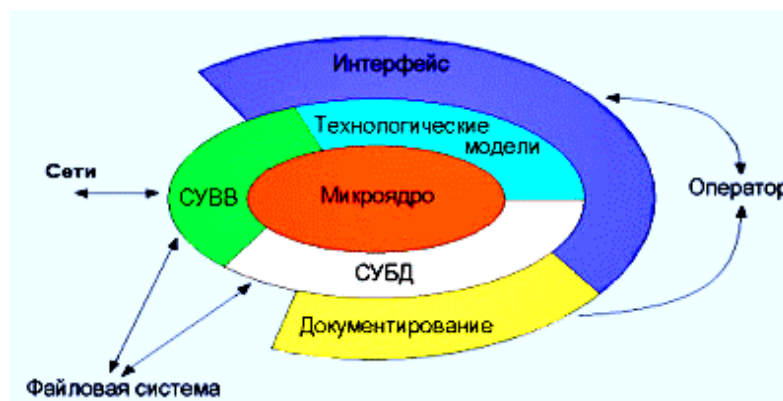 Интерфейс
Технологические
модели
Сети
СУВВ
Микроядро
Оператор
СУБД
Документирование
Файловая система